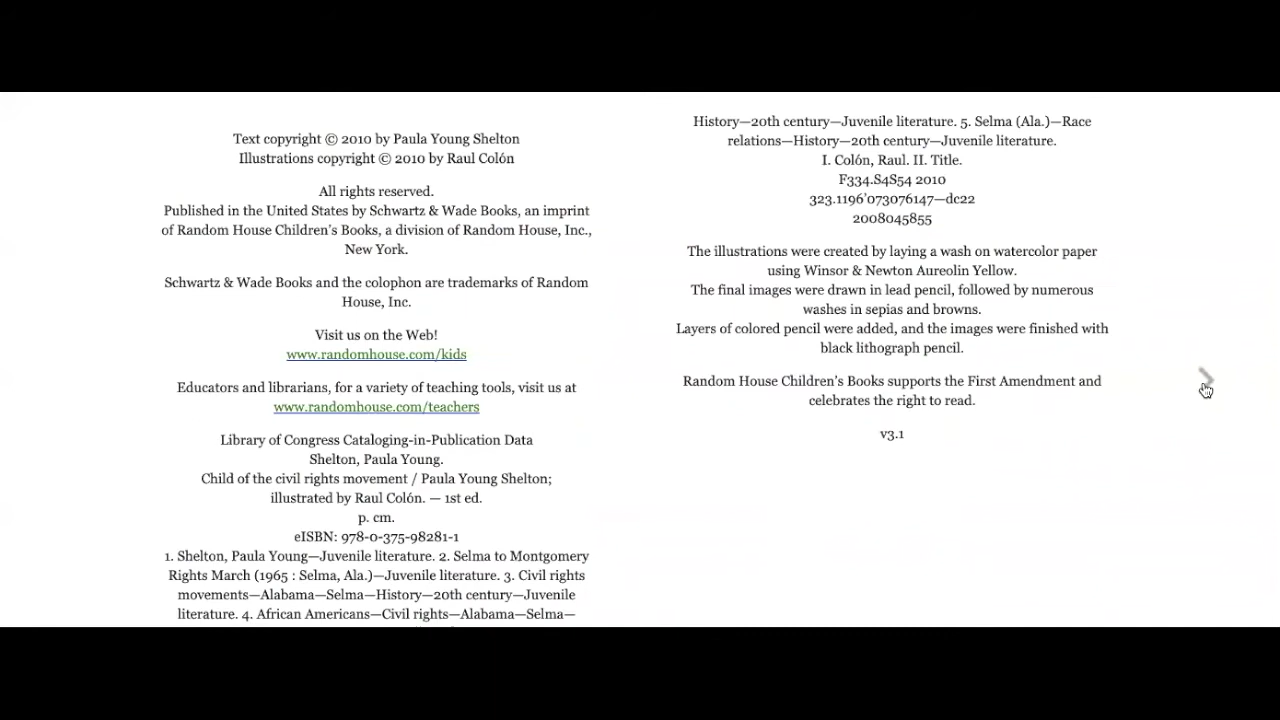 Text copyright © 2010 by Paula Young Shelton
Illustrations copyright © 2010 by Raul Colón
All rights reserved.
Published in the United States by Schwartz & Wade Books, an imprint
of Random House Children's Books, a division of Random House, Inc.,
New York.
Schwartz & Wade Books and the colophon are trademarks of Random
House, Inc.
Visit us on the Web!
www.randomhouse.com/kids
Educators and librarians, for a variety of teaching tools, visit us at
www.randomhouse.com/teachers
Library of Congress Cataloging-in-Publication Data
Shelton, Paula Young.
Child of the civil rights movement / Paula Young Shelton;
illustrated by Raul Colón. — 1st ed.
p. cm.
eISBN: 978-0-375-98281-1
1. Shelton, Paula Young—Juvenile literature. 2. Selma to Montgomery
Rights March (1965 : Selma, Ala.)—Juvenile literature. 3. Civil rights
movements—Alabama—Selma—History—20th century—Juvenile
literature. 4. African Americans—Civil rights—Alabama—Selma—
History—20th century—Juvenile literature. 5. Selma (Ala.)—Race
relations—History—20th century—Juvenile literature.
I. Colón, Raul. II. Title.
F334.S4S54 2010
323.1196'073076147—dc22
2008045855
The illustrations were created by laying a wash on watercolor paper
using Winsor & Newton Aureolin Yellow.
The final images were drawn in lead pencil, followed by numerous
washes in sepias and browns.
Layers of colored pencil were added, and the images were finished with
black lithograph pencil.
Random House Children's Books supports the First Amendment and
celebrates the right to read.
v3.1